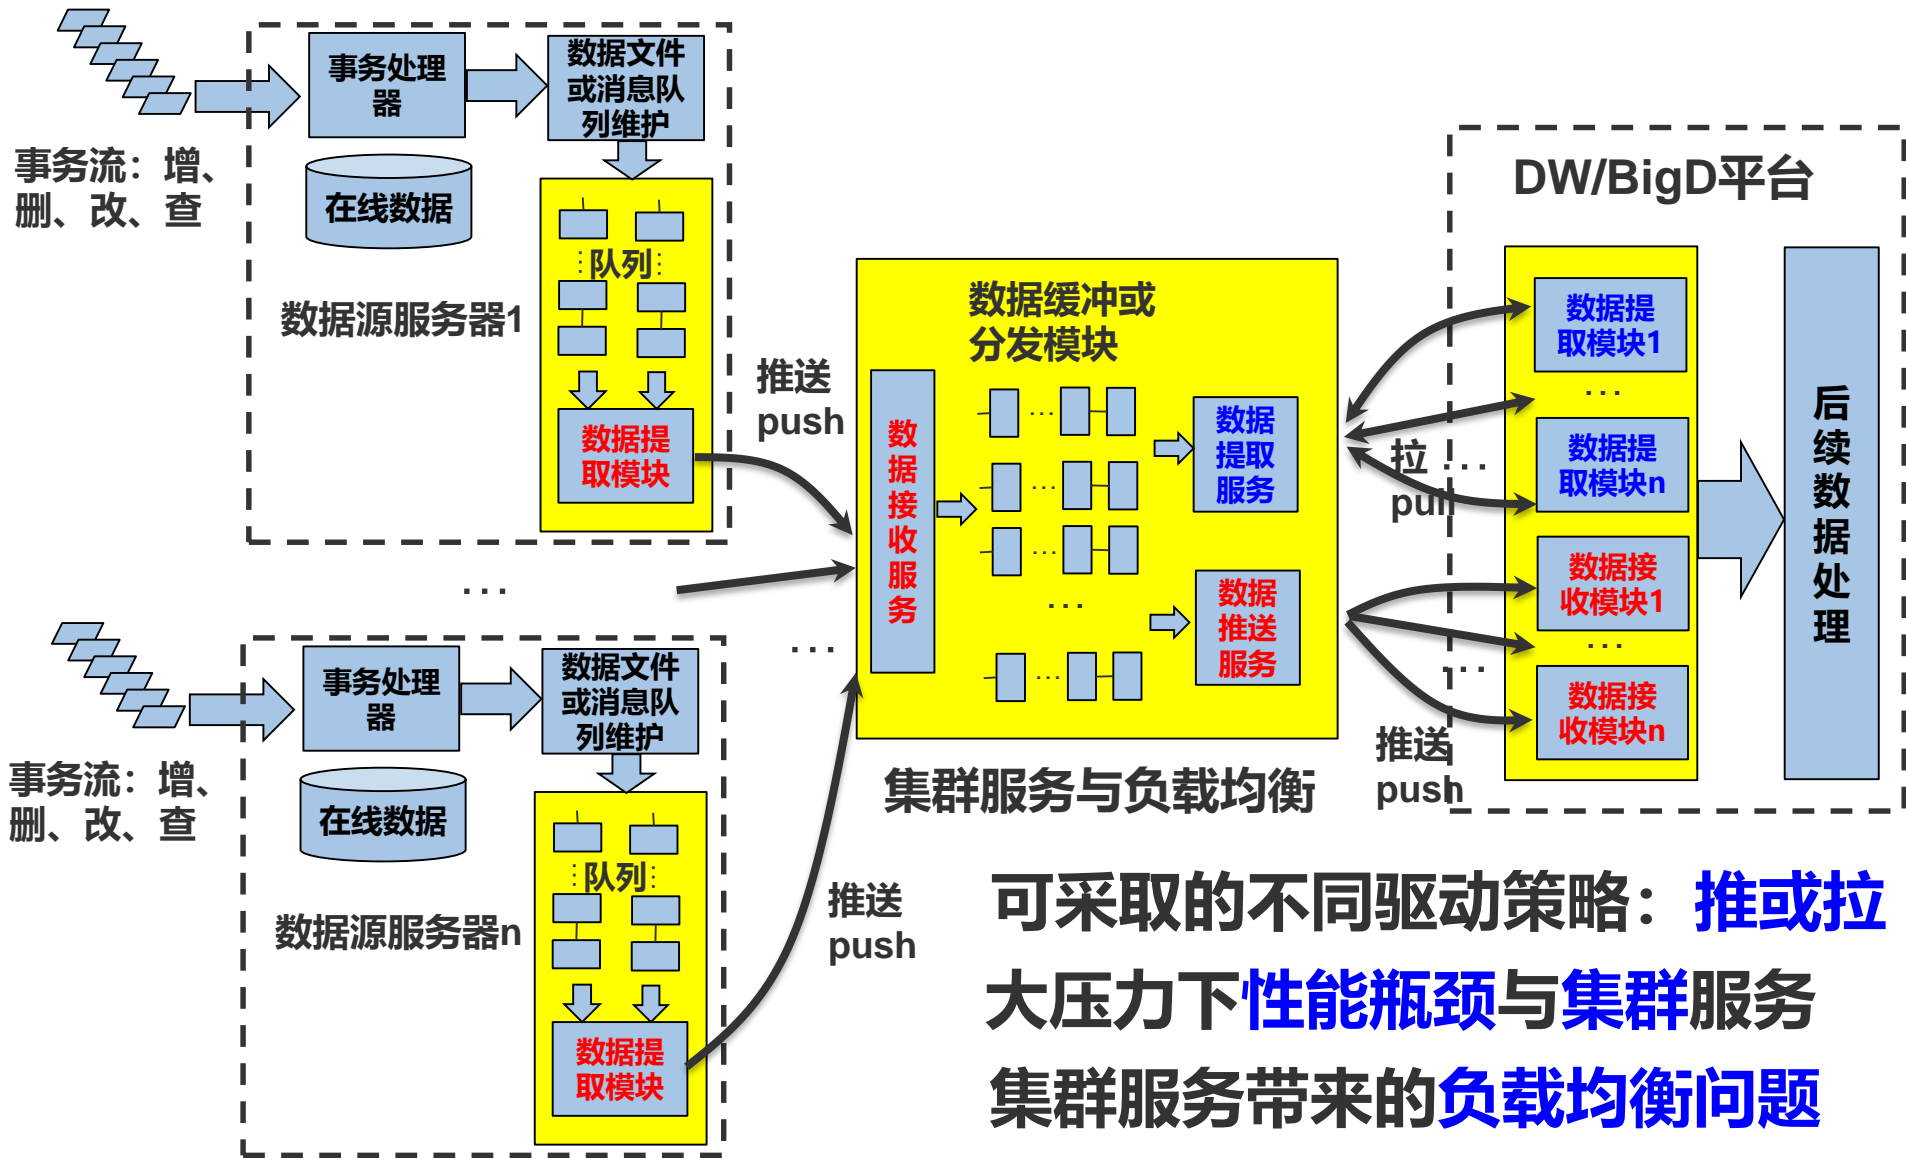 事务处理
器
数据文件
或消息队
列维护
事务流：增、
删、改、查
在线数据
队列
数据源服务器1
数据提
取模块
推送
push
...
事务处理
器
数据文件
或消息队
列维护
事务流：增、
删、改、查
在线数据
队列
数据源服务器n
数据提
取模块
推送
push
...
数据缓冲或
分发模块
数
据
接
收
服
务
...
...
...
...
...
数据
提取
服务
数据
推送
服务
集群服务与负载均衡
拉 ...
pull
...
推送
push
DW/BigD平台
数据提
取模块1
...
数据提
取模块n
数据接
收模块1
...
数据接
收模块n
后
续
数
据
处
理
可采取的不同驱动策略：推或拉
大压力下性能瓶颈与集群服务
集群服务带来的负载均衡问题